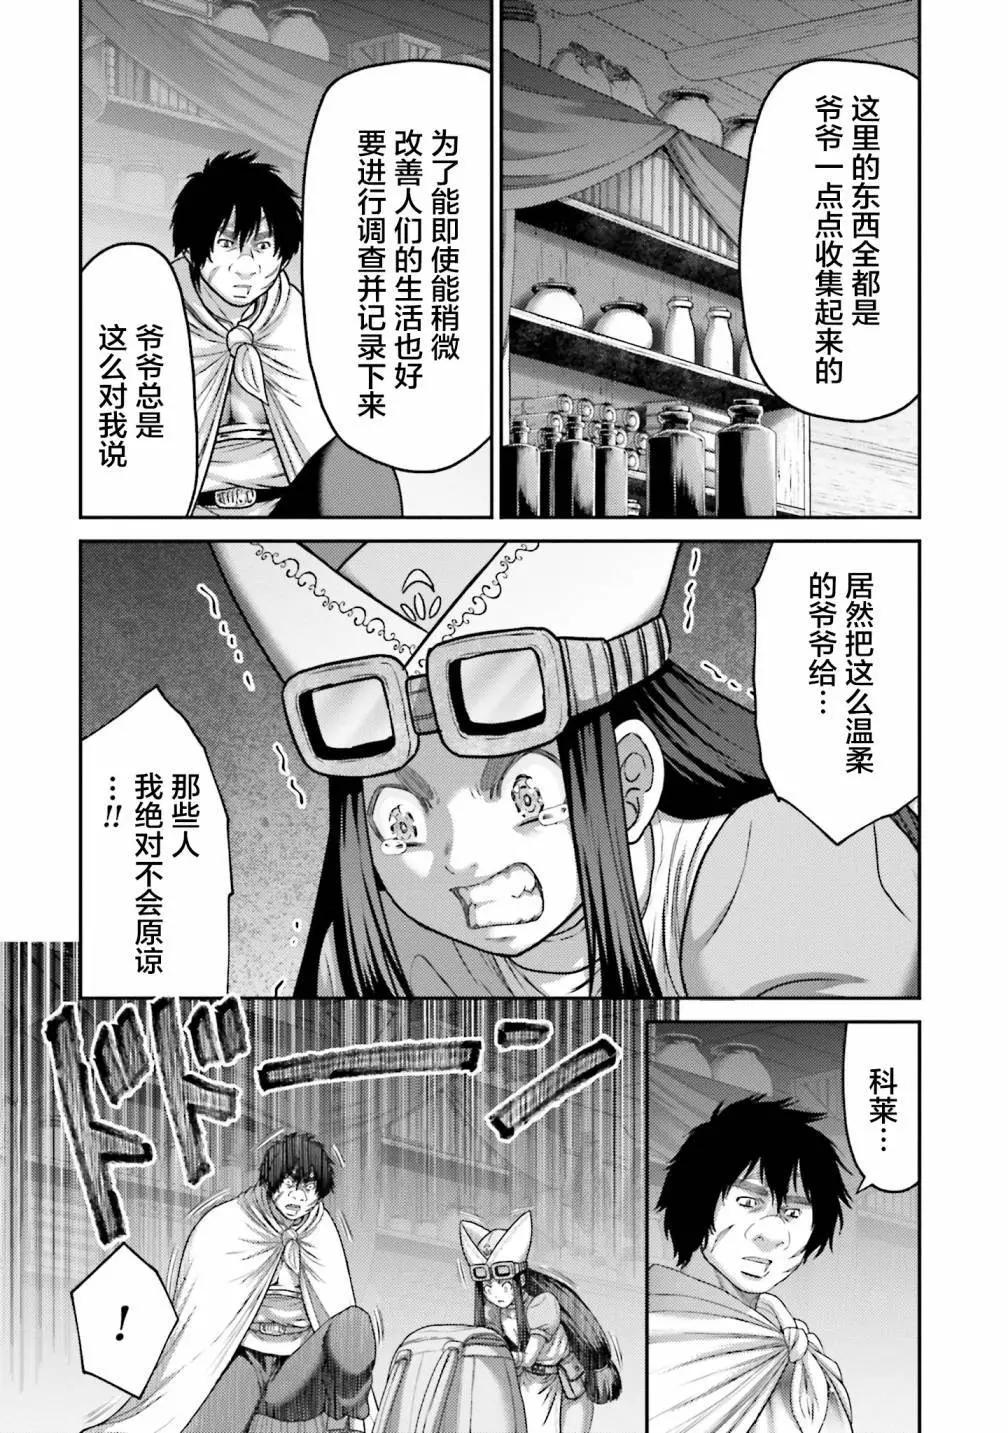 这里的东西全都是
爷爷一点点收集起来的
为了能即使能稍微
改善人们的生活也好
要进行调查并记录下来
爷爷总是
这么对我说
居然把这么温柔
的爷爷给…
那些人
我绝对不会原谅
…!!
科莱…
ドドーン
！